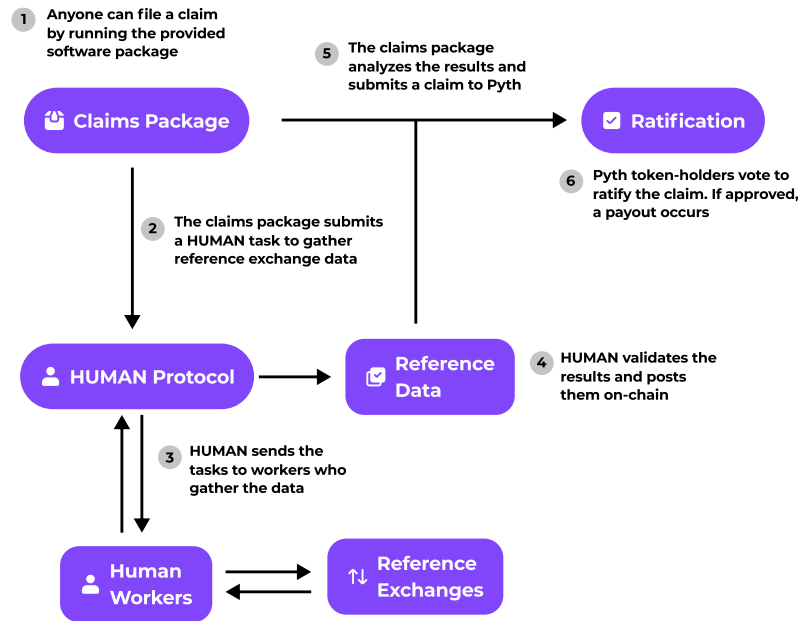 1
Anyone can file a claim
by running the provided
software package
5
The claims package
analyzes the results and
submits a claim to Pyth
Claims Package
Ratification
6
Pyth token-holders vote to
ratify the claim. If approved,
a payout occurs
2
The claims package submits
a HUMAN task to gather
reference exchange data
HUMAN Protocol
Reference
Data
4
HUMAN validates the
results and posts
them on-chain
3
HUMAN sends the
tasks to workers who
gather the data
Human
Workers
Reference
Exchanges